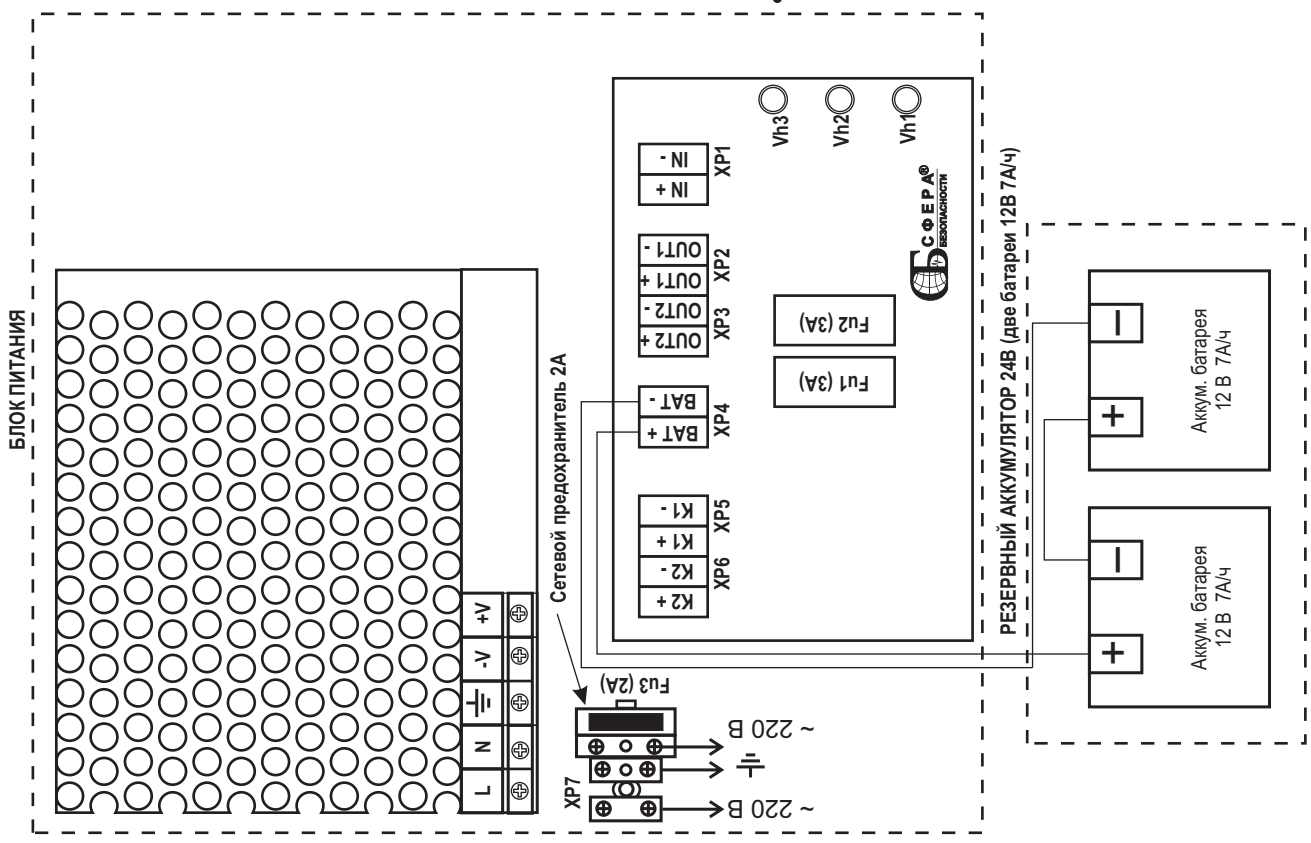 БЛОК ПИТАНИЯ
+V
-V
N
L
Сетевой предохранитель 2А
Fu3 (2A)
XP7
~ 220 В
~ 220 В
IN -
IN +
XP1
OUT1 -
OUT1 +
XP2
OUT2 -
OUT2 +
XP3
BAT -
BAT +
XP4
K1 -
K1 +
XP5
K2 -
K2 +
XP6
Vh3
Vh2
Vh1
Fu2 (3A)
Fu1 (3A)
СБ
СФЕРА®
БЕЗОПАСНОСТИ
РЕЗЕРВНЫЙ АККУМУЛЯТОР 24В (две батареи 12В 7А/ч)
−
+
Аккум. батарея
12 В 7А/ч
−
+
Аккум. батарея
12 В 7А/ч